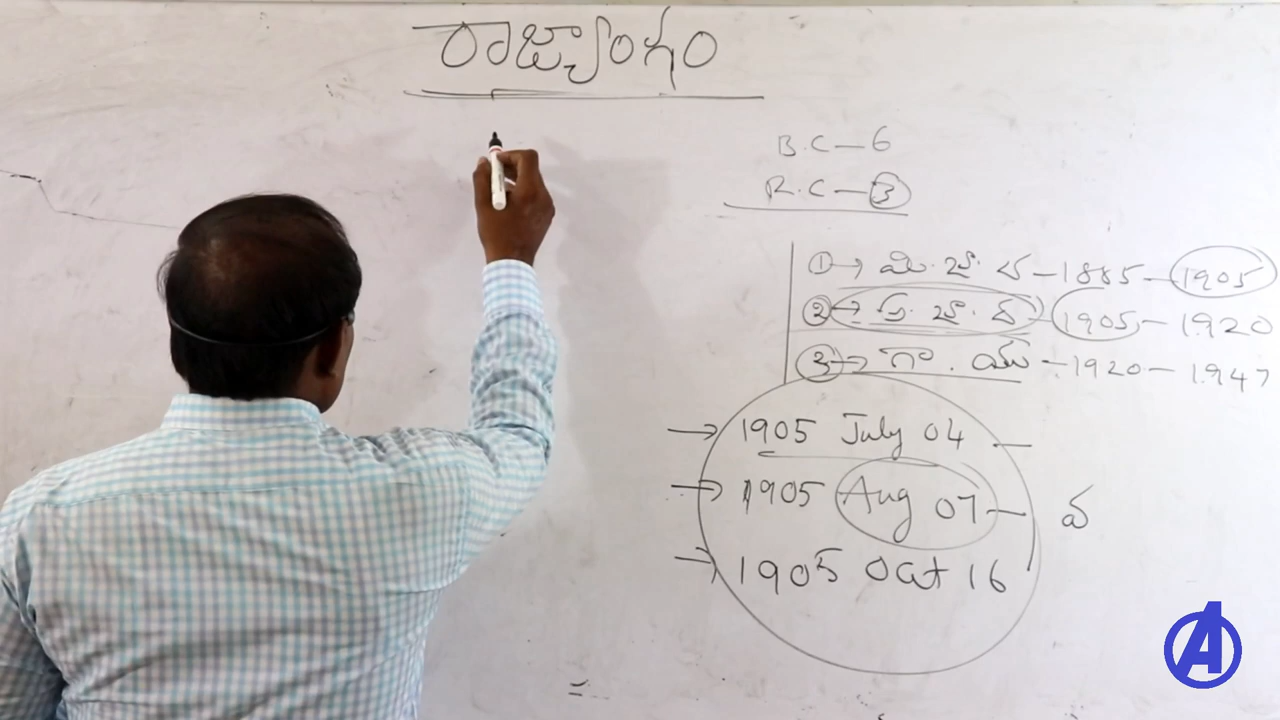 రాజ్యాంగం
B.C – 6
R.C – 3
① → మి. జా. ద – 1885 – 1905
② → అ. జా. ద – 1905 – 1920
③ → గాం. యు – 1920 – 1947
→ 1905 July 04 –
→ 1905 Aug 07 – వ
→ 1905 Oct 16